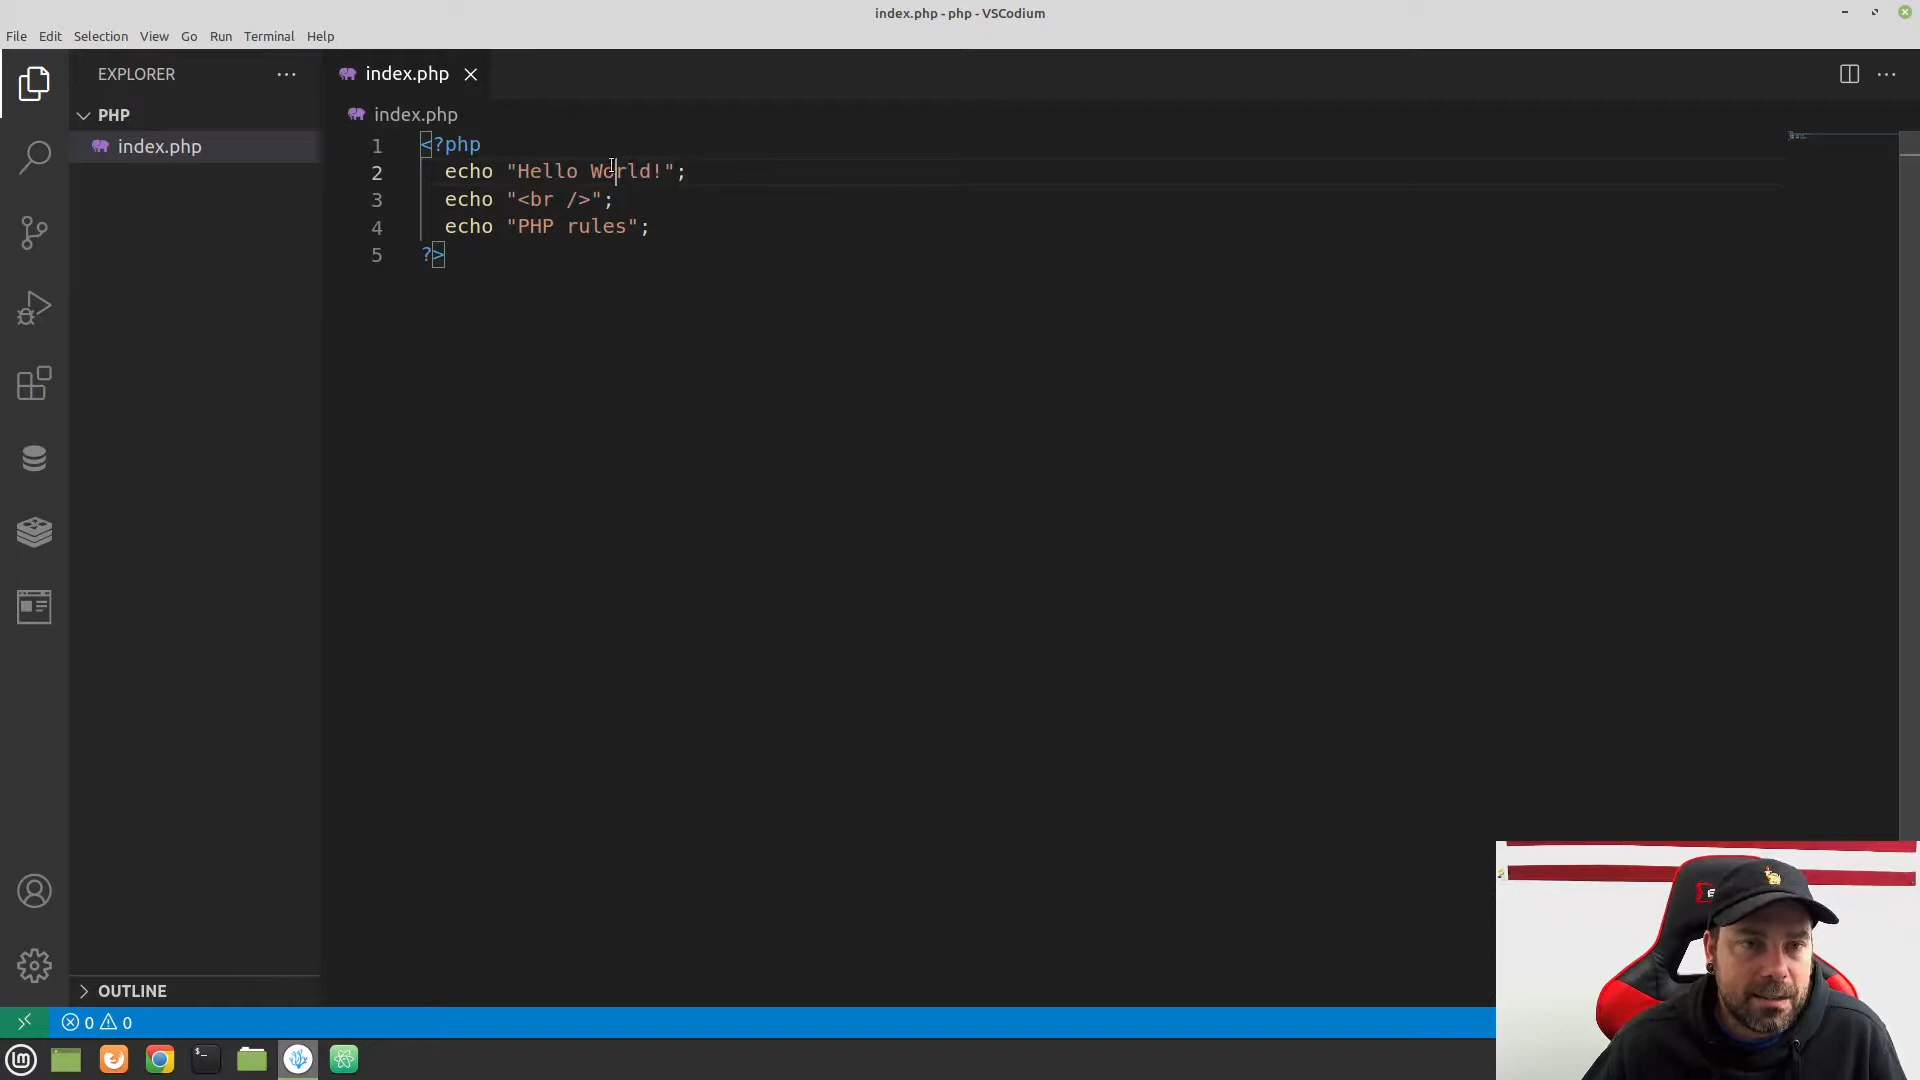 index.php - php - VSCodium
File Edit Selection View Go Run Terminal Help
EXPLORER
index.php
PHP
index.php
index.php
1 <?php
2 echo "Hello World!";
3 echo "<br />";
4 echo "PHP rules";
5 ?>
OUTLINE
0 0